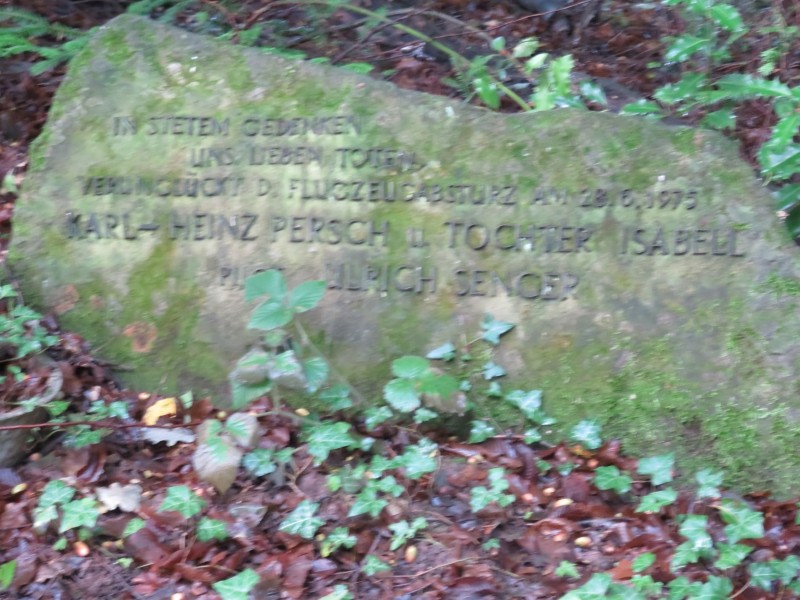 IN STETEM GEDENKEN
UNS. LIEBEN TOTEN.
VERUNGLÜCKT D. FLUGZEUGABSTURZ AM 28.6.1975
KARL-HEINZ PERSCH u. TOCHTER ISABELL
PILOT ULRICH SENGER